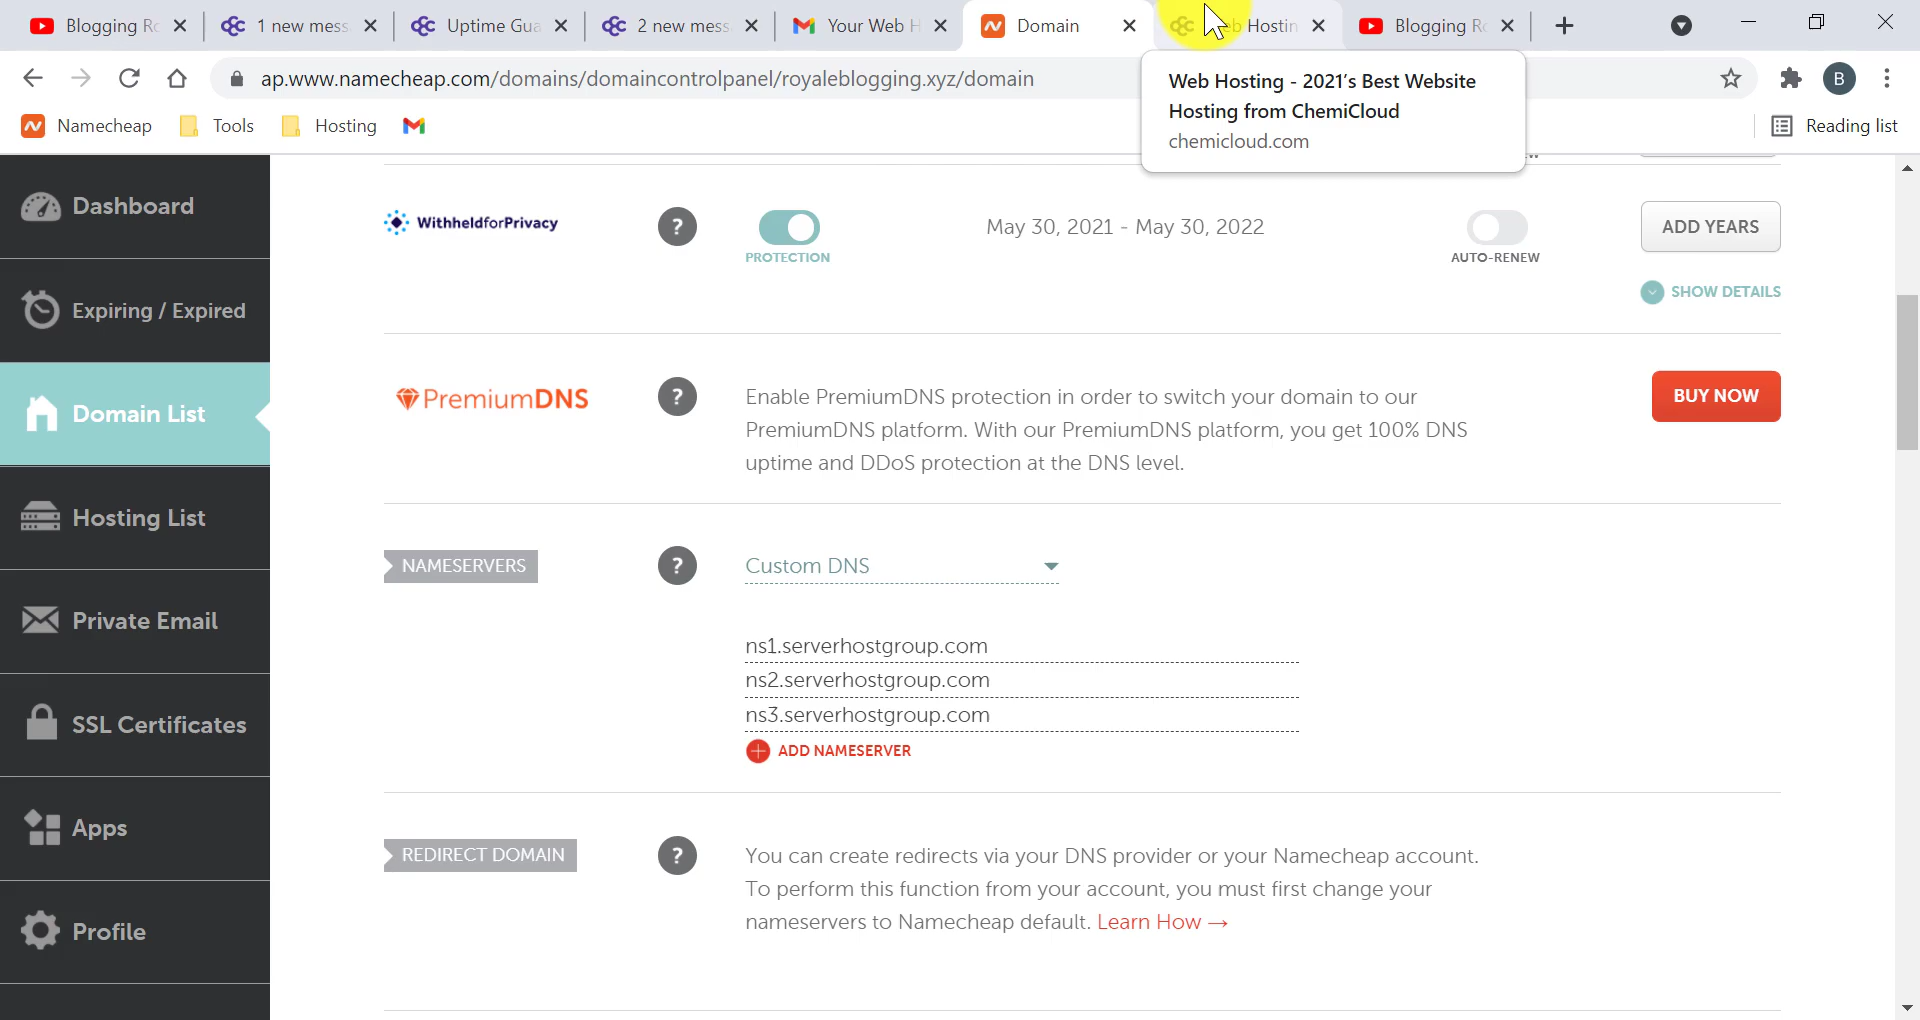 Blogging Ro
1 new mess
Uptime Gua
2 new mess
Your Web H
Domain
eb Hostin
Blogging Ro
ap.www.namecheap.com/domains/domaincontrolpanel/royaleblogging.xyz/domain
B
Web Hosting - 2021's Best Website
Hosting from ChemiCloud
chemicloud.com
Namecheap
Tools
Hosting
Reading list
Dashboard
Expiring / Expired
Domain List
Hosting List
Private Email
SSL Certificates
Apps
Profile
WithheldforPrivacy
?
PROTECTION
May 30, 2021 - May 30, 2022
AUTO-RENEW
ADD YEARS
SHOW DETAILS
PremiumDNS
?
Enable PremiumDNS protection in order to switch your domain to our
PremiumDNS platform. With our PremiumDNS platform, you get 100% DNS
uptime and DDoS protection at the DNS level.
BUY NOW
NAMESERVERS
?
Custom DNS
ns1.serverhostgroup.com
ns2.serverhostgroup.com
ns3.serverhostgroup.com
ADD NAMESERVER
REDIRECT DOMAIN
?
You can create redirects via your DNS provider or your Namecheap account.
To perform this function from your account, you must first change your
nameservers to Namecheap default. Learn How →